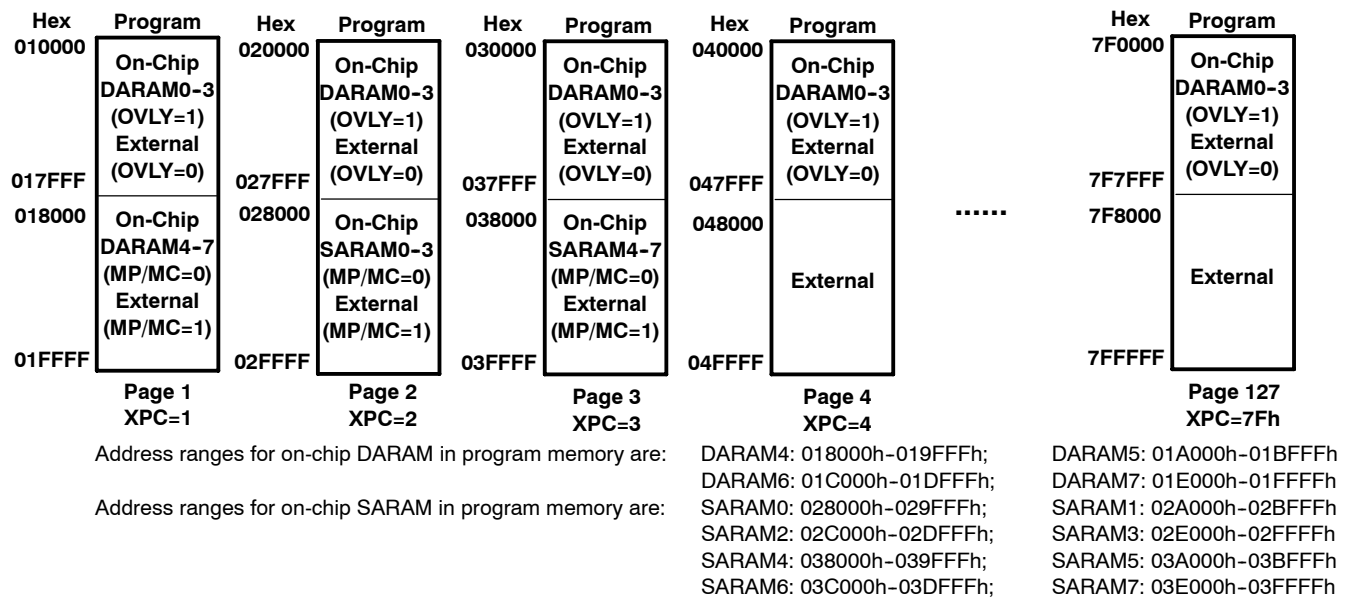 Hex Program
010000
On-Chip
DARAM0-3
(OVLY=1)
External
(OVLY=0)
017FFF
018000
On-Chip
DARAM4-7
(MP/MC=0)
External
(MP/MC=1)
01FFFF
Page 1
XPC=1
Hex Program
020000
On-Chip
DARAM0-3
(OVLY=1)
External
(OVLY=0)
027FFF
028000
On-Chip
SARAM0-3
(MP/MC=0)
External
(MP/MC=1)
02FFFF
Page 2
XPC=2
Hex Program
030000
On-Chip
DARAM0-3
(OVLY=1)
External
(OVLY=0)
037FFF
038000
On-Chip
SARAM4-7
(MP/MC=0)
External
(MP/MC=1)
03FFFF
Page 3
XPC=3
Hex Program
040000
On-Chip
DARAM0-3
(OVLY=1)
External
(OVLY=0)
047FFF
048000
External
04FFFF
Page 4
XPC=4
......
Hex Program
7F0000
On-Chip
DARAM0-3
(OVLY=1)
External
(OVLY=0)
7F7FFF
7F8000
External
7FFFFF
Page 127
XPC=7Fh
Address ranges for on-chip DARAM in program memory are: DARAM4: 018000h-019FFFh; DARAM5: 01A000h-01BFFFh
DARAM6: 01C000h-01DFFFh; DARAM7: 01E000h-01FFFFh
Address ranges for on-chip SARAM in program memory are: SARAM0: 028000h-029FFFh; SARAM1: 02A000h-02BFFFh
SARAM2: 02C000h-02DFFFh; SARAM3: 02E000h-02FFFFh
SARAM4: 038000h-039FFFh; SARAM5: 03A000h-03BFFFh
SARAM6: 03C000h-03DFFFh; SARAM7: 03E000h-03FFFFh